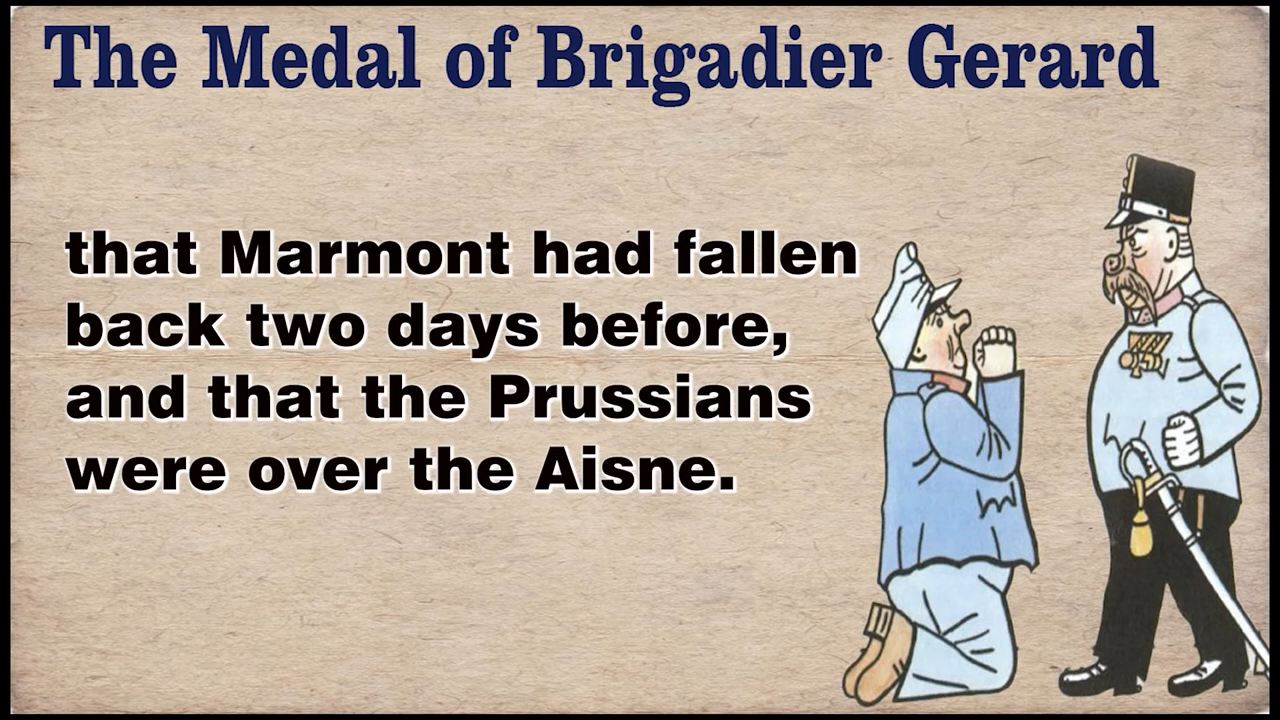 The Medal of Brigadier Gerard
that Marmont had fallen
back two days before,
and that the Prussians
were over the Aisne.